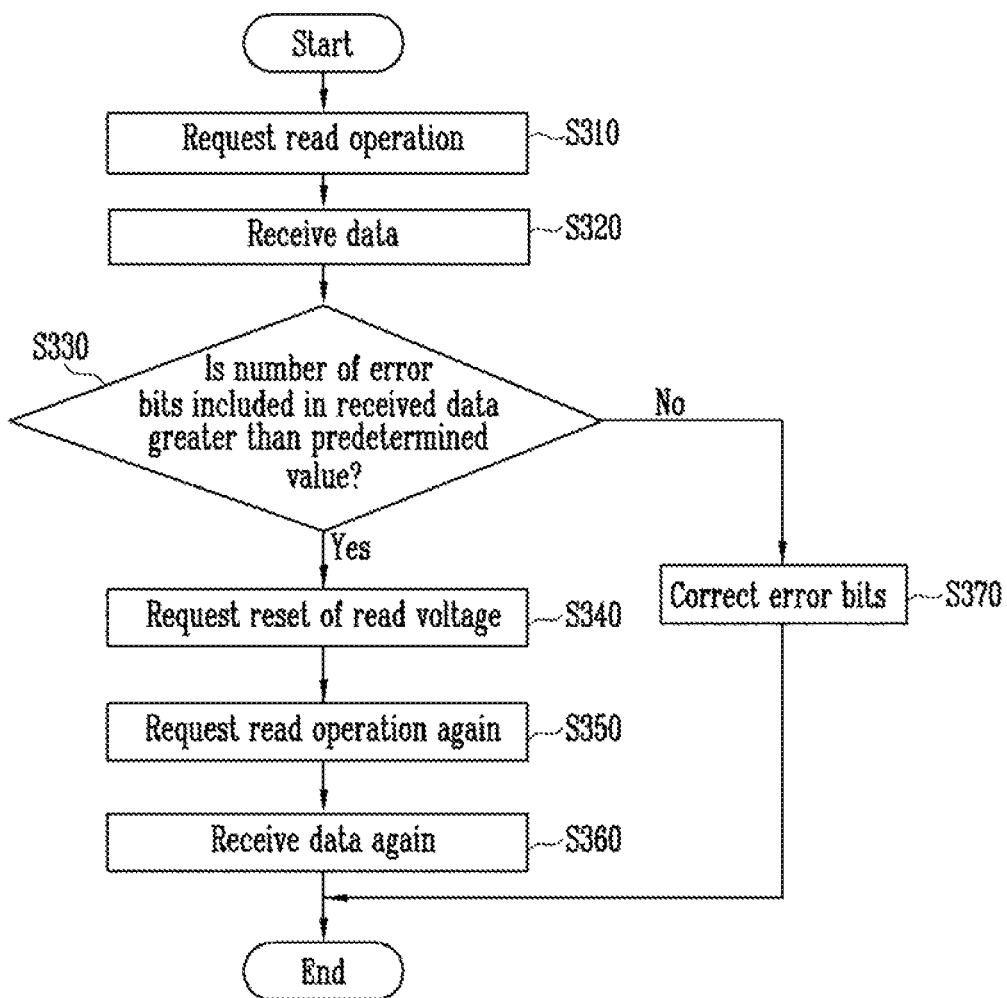 Start
Request read operation
S310
Receive data
S320
S330
Is number of error
bits included in received data
greater than predetermined
value?
No
Yes
Request reset of read voltage
S340
Correct error bits
S370
Request read operation again
S350
Receive data again
S360
End